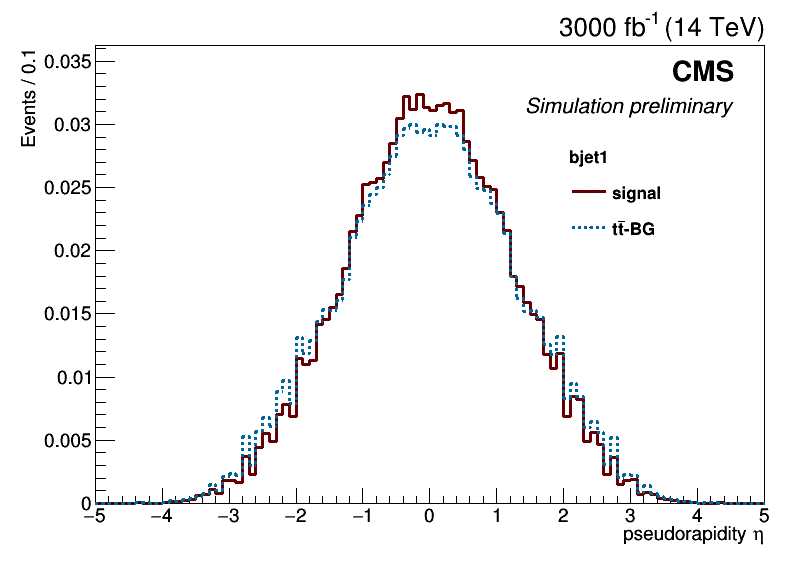 3000 fb⁻¹ (14 TeV)
Events / 0.1
CMS
Simulation preliminary
bjet1
signal
tt̄-BG
0.035
0.03
0.025
0.02
0.015
0.01
0.005
0
−5 −4 −3 −2 −1 0 1 2 3 4 5
pseudorapidity η